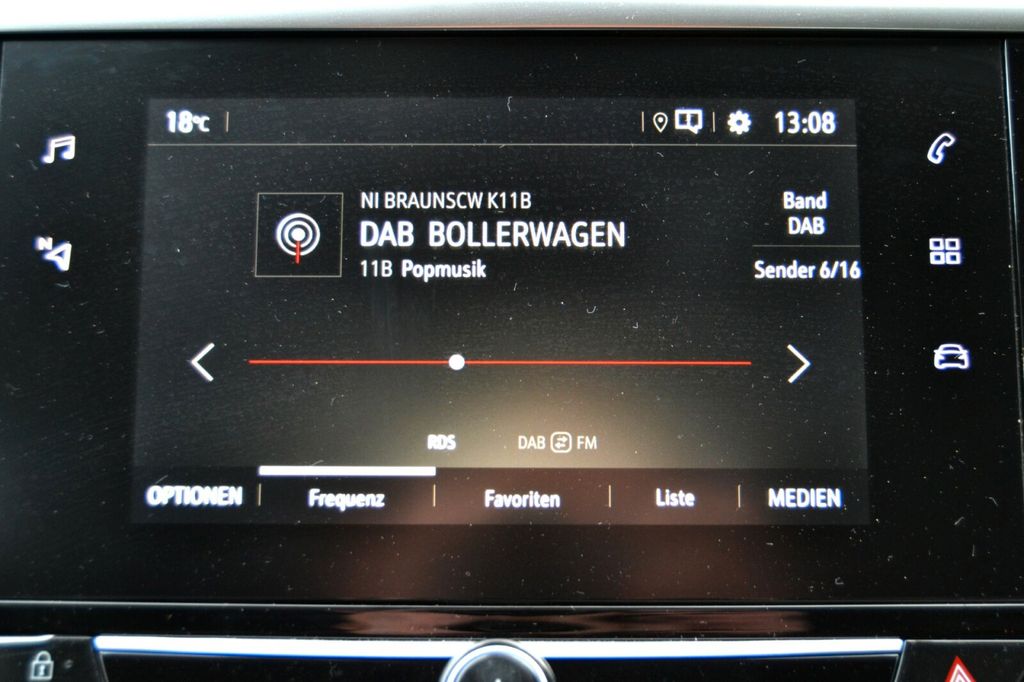 18°C
13:08
NI BRAUNSCW K11B
DAB BOLLERWAGEN
11B Popmusik
Band
DAB
Sender 6/16
N
RDS
DAB FM
OPTIONEN Frequenz Favoriten Liste MEDIEN